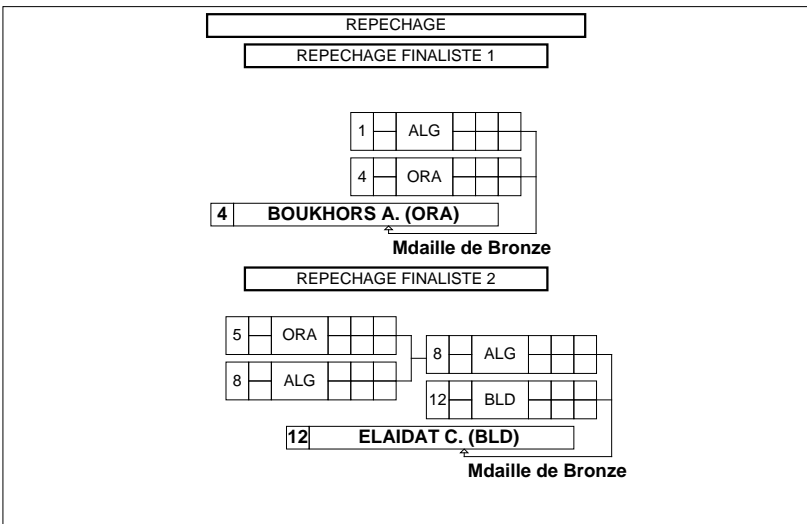 REPECHAGE
REPECHAGE FINALISTE 1
1 ALG
4 ORA
4 BOUKHORS A. (ORA)
Mdaille de Bronze
REPECHAGE FINALISTE 2
5 ORA
8 ALG
8 ALG
12 BLD
12 ELAIDAT C. (BLD)
Mdaille de Bronze